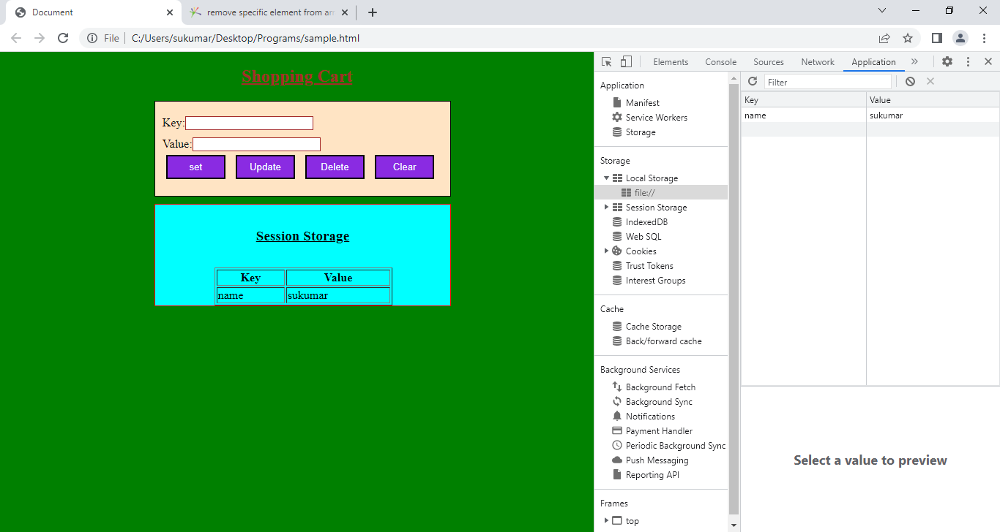 Document
remove specific element from arr
File
C:/Users/sukumar/Desktop/Programs/sample.html
Shopping Cart
Key:
Value:
set Update Delete Clear
Session Storage
Key Value
name sukumar
Elements Console Sources Network Application
Application
Manifest
Service Workers
Storage
Storage
Local Storage
file://
Session Storage
IndexedDB
Web SQL
Cookies
Trust Tokens
Interest Groups
Cache
Cache Storage
Back/forward cache
Background Services
Background Fetch
Background Sync
Notifications
Payment Handler
Periodic Background Sync
Push Messaging
Reporting API
Frames
top
Filter
Key Value
name sukumar
Select a value to preview